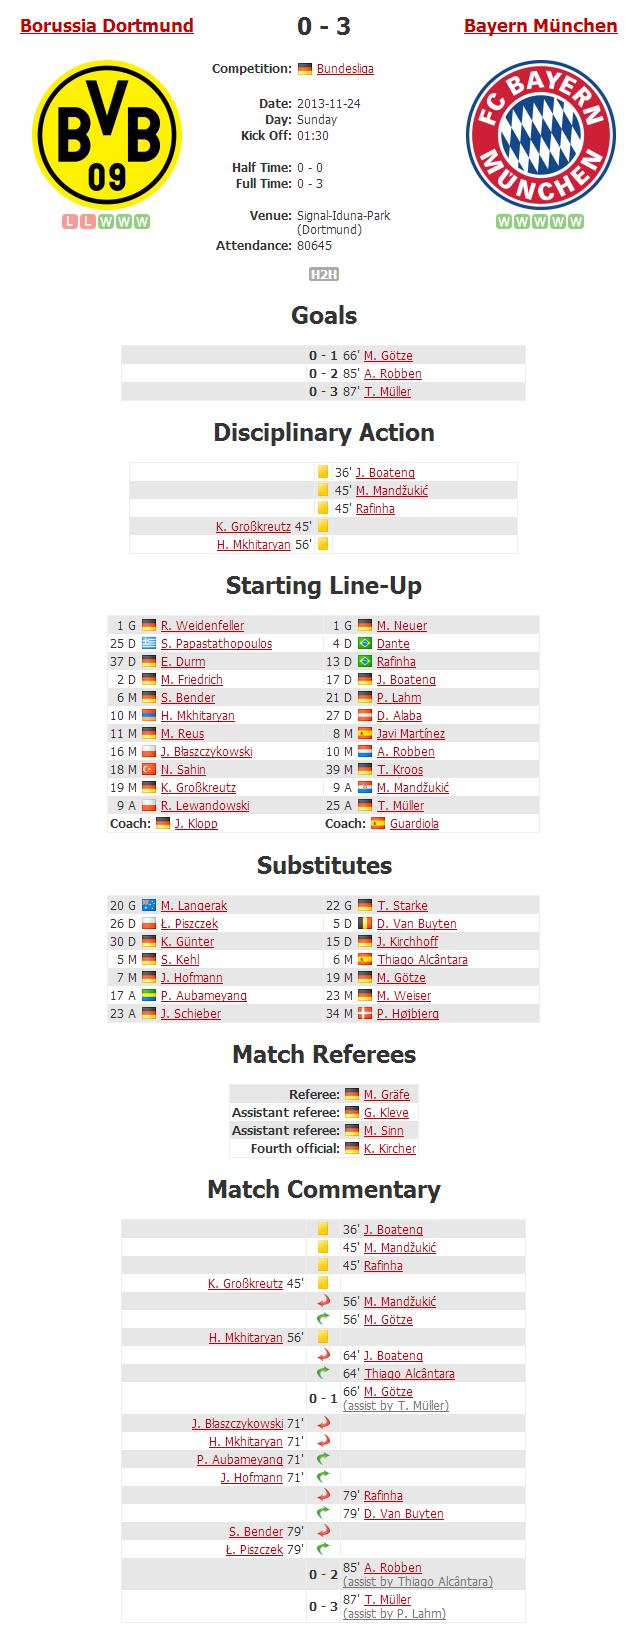 Borussia Dortmund 0 - 3 Bayern München
Competition: Bundesliga
BVB 09
FC BAYERN MÜNCHEN
Date: 2013-11-24
Day: Sunday
Kick Off: 01:30
Half Time: 0 - 0
Full Time: 0 - 3
Venue: Signal-Iduna-Park
(Dortmund)
Attendance: 80645
L L W W W
W W W W W
H2H
Goals
0 - 1 66' M. Götze
0 - 2 85' A. Robben
0 - 3 87' T. Müller
Disciplinary Action
36' J. Boateng
45' M. Mandžukić
45' Rafinha
K. Großkreutz 45'
H. Mkhitaryan 56'
Starting Line-Up
1 G R. Weidenfeller 1 G M. Neuer
25 D S. Papastathopoulos 4 D Dante
37 D E. Durm 13 D Rafinha
2 D M. Friedrich 17 D J. Boateng
6 M S. Bender 21 D P. Lahm
10 M H. Mkhitaryan 27 D D. Alaba
11 M M. Reus 8 M Javi Martínez
16 M J. Błaszczykowski 10 M A. Robben
18 M N. Sahin 39 M T. Kroos
19 M K. Großkreutz 9 A M. Mandžukić
9 A R. Lewandowski 25 A T. Müller
Coach: J. Klopp Coach: Guardiola
Substitutes
20 G M. Langerak 22 G T. Starke
26 D Ł. Piszczek 5 D D. Van Buyten
30 D K. Günter 15 D J. Kirchhoff
5 M S. Kehl 6 M Thiago Alcântara
7 M J. Hofmann 19 M M. Götze
17 A P. Aubameyang 23 M M. Weiser
23 A J. Schieber 34 M P. Højbjerg
Match Referees
Referee: M. Gräfe
Assistant referee: G. Kleve
Assistant referee: M. Sinn
Fourth official: K. Kircher
Match Commentary
36' J. Boateng
45' M. Mandžukić
45' Rafinha
K. Großkreutz 45'
56' M. Mandžukić
56' M. Götze
H. Mkhitaryan 56'
64' J. Boateng
64' Thiago Alcântara
0 - 1 66' M. Götze
(assist by T. Müller)
J. Błaszczykowski 71'
H. Mkhitaryan 71'
P. Aubameyang 71'
J. Hofmann 71'
79' Rafinha
79' D. Van Buyten
S. Bender 79'
Ł. Piszczek 79'
0 - 2 85' A. Robben
(assist by Thiago Alcântara)
0 - 3 87' T. Müller
(assist by P. Lahm)